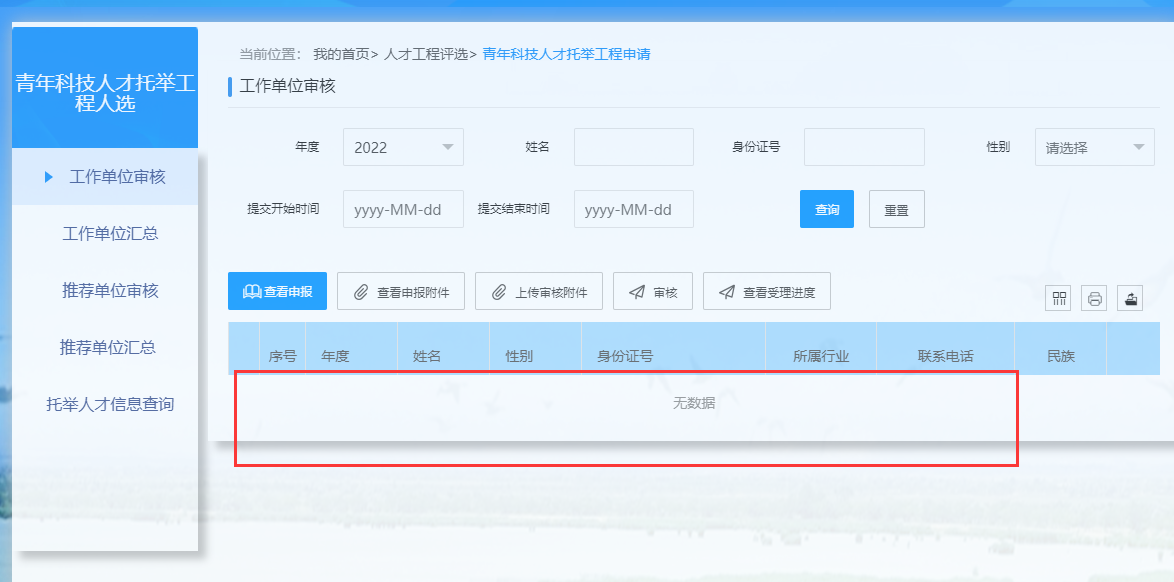 当前位置： 我的首页> 人才工程评选> 青年科技人才托举工程申请
青年科技人才托举工
程人选
工作单位审核
工作单位汇总
推荐单位审核
推荐单位汇总
托举人才信息查询
工作单位审核
年度 2022 姓名 身份证号 性别 请选择
提交开始时间 yyyy-MM-dd 提交结束时间 yyyy-MM-dd 查询 重置
查看申报 查看申报附件 上传审核附件 审核 查看受理进度
序号 年度 姓名 性别 身份证号 所属行业 联系电话 民族
无数据